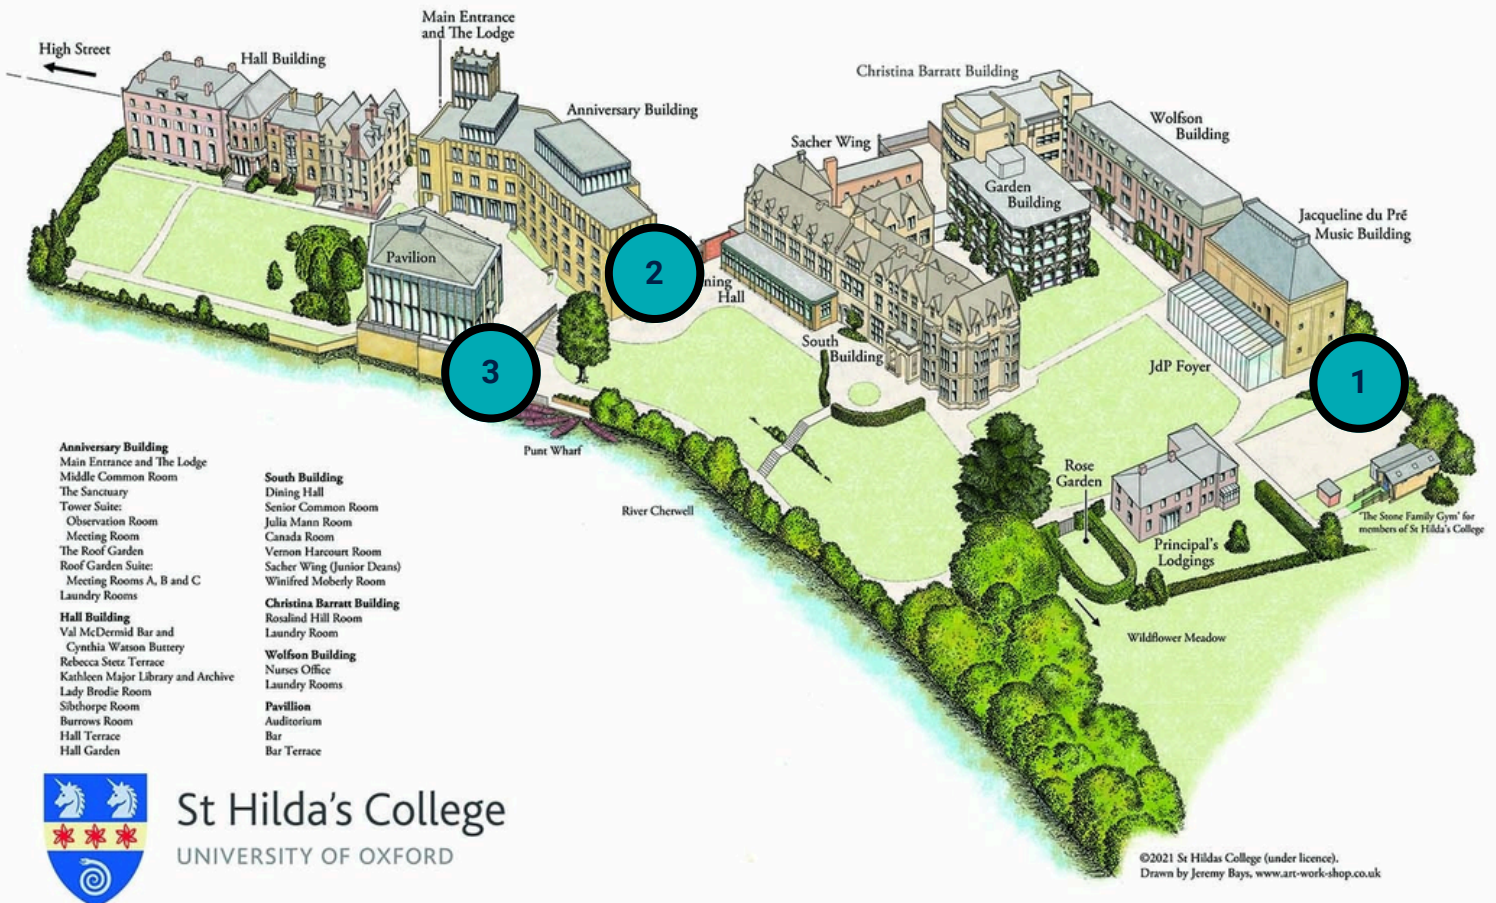 Main Entrance
and The Lodge
High Street
Hall Building
Christina Barratt Building
Anniversary Building
Wolfson
Building
Sacher Wing
Garden
Building
Jacqueline du Pré
Music Building
Pavilion
2
Hall
South
Building
3
JdP Foyer
1
Punt Wharf
Rose
Garden
River Cherwell
'The Stone Family Gym' for
members of St Hilda's College
Principal's
Lodgings
Wildflower Meadow
Anniversary Building
Main Entrance and The Lodge
Middle Common Room
The Sanctuary
Tower Suite:
Observation Room
Meeting Room
The Roof Garden
Roof Garden Suite:
Meeting Rooms A, B and C
Laundry Rooms
Hall Building
Val McDermid Bar and
Cynthia Watson Buttery
Rebecca Stetz Terrace
Kathleen Major Library and Archive
Lady Brodie Room
Sibthorpe Room
Burrows Room
Hall Terrace
Hall Garden
South Building
Dining Hall
Senior Common Room
Julia Mann Room
Canada Room
Vernon Harcourt Room
Sacher Wing (Junior Deans)
Winifred Moberly Room
Christina Barratt Building
Rosalind Hill Room
Laundry Room
Wolfson Building
Nurses Office
Laundry Rooms
Pavillion
Auditorium
Bar
Bar Terrace
St Hilda's College
UNIVERSITY OF OXFORD
©2021 St Hildas College (under licence).
Drawn by Jeremy Bays, www.art-work-shop.co.uk